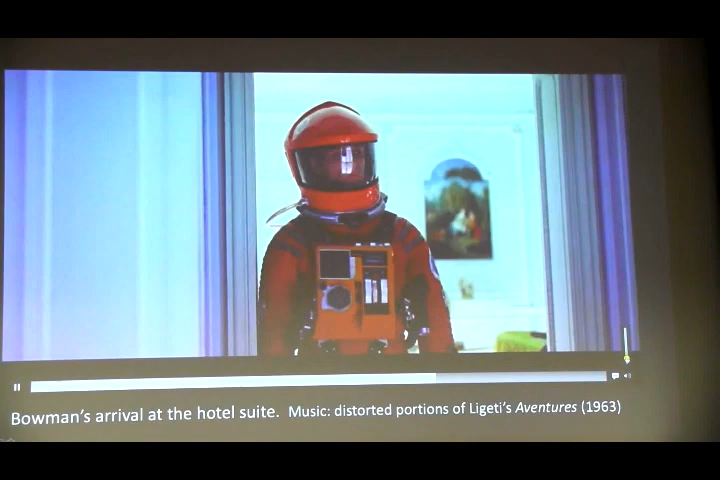 Bowman's arrival at the hotel suite.  Music: distorted portions of Ligeti's Aventures (1963)